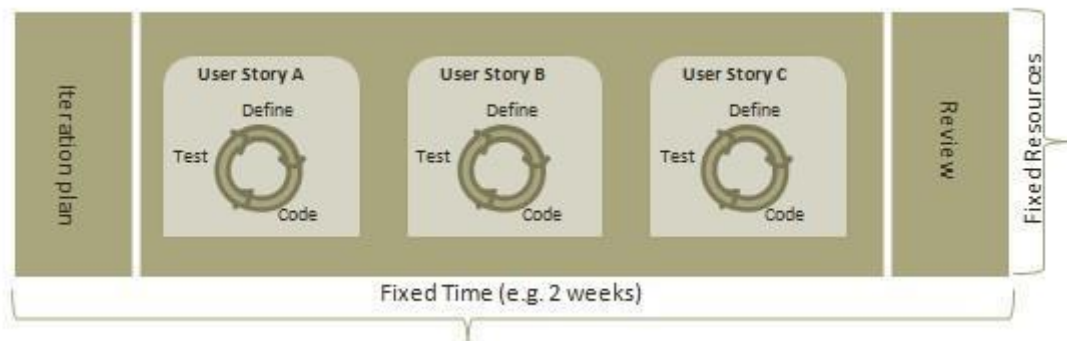 Iteration plan
User Story A
Define
Test
Code
User Story B
Define
Test
Code
User Story C
Define
Test
Code
Review
Fixed Resources
Fixed Time (e.g. 2 weeks)